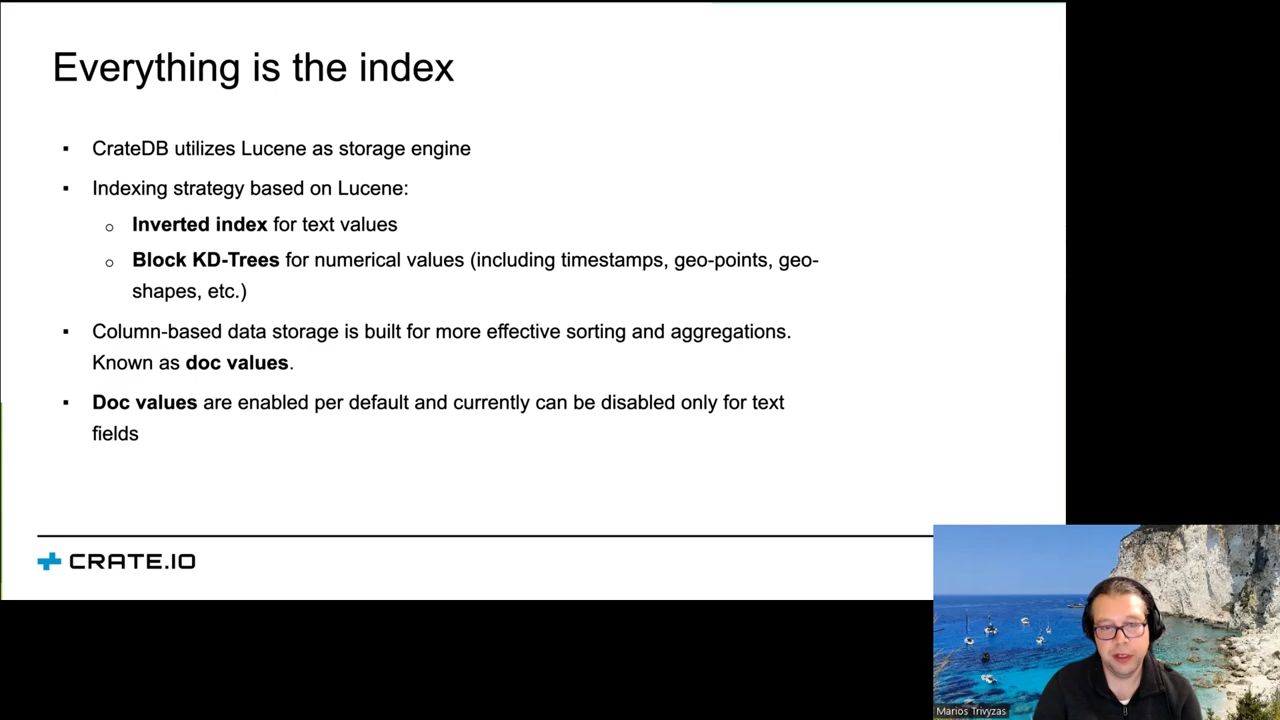 Everything is the index
▪ CrateDB utilizes Lucene as storage engine
▪ Indexing strategy based on Lucene:
o Inverted index for text values
o Block KD-Trees for numerical values (including timestamps, geo-points, geo-
shapes, etc.)
▪ Column-based data storage is built for more effective sorting and aggregations.
Known as doc values.
▪ Doc values are enabled per default and currently can be disabled only for text
fields
CRATE.IO
Marios Trivyzas